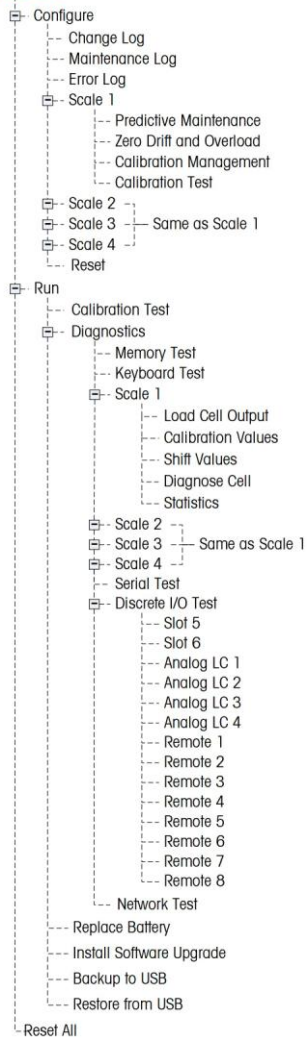 Configure
Change Log
Maintenance Log
Error Log
Scale 1
Predictive Maintenance
Zero Drift and Overload
Calibration Management
Calibration Test
Scale 2
Scale 3 Same as Scale 1
Scale 4
Reset
Run
Calibration Test
Diagnostics
Memory Test
Keyboard Test
Scale 1
Load Cell Output
Calibration Values
Shift Values
Diagnose Cell
Statistics
Scale 2
Scale 3 Same as Scale 1
Scale 4
Serial Test
Discrete I/O Test
Slot 5
Slot 6
Analog LC 1
Analog LC 2
Analog LC 3
Analog LC 4
Remote 1
Remote 2
Remote 3
Remote 4
Remote 5
Remote 6
Remote 7
Remote 8
Network Test
Replace Battery
Install Software Upgrade
Backup to USB
Restore from USB
Reset All